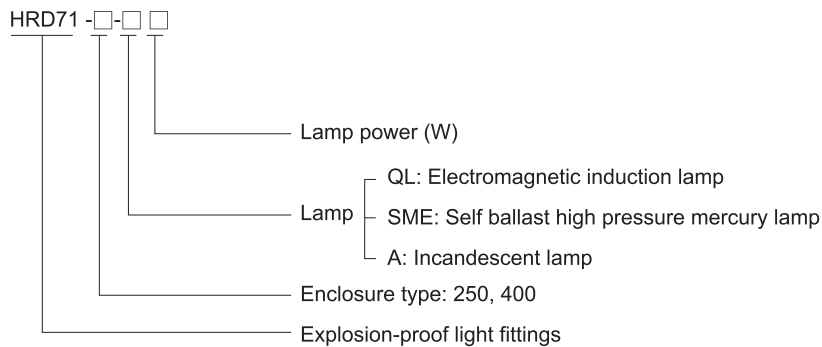 HRD71 -□-□ □
Lamp power (W)
QL: Electromagnetic induction lamp
Lamp
SME: Self ballast high pressure mercury lamp
A: Incandescent lamp
Enclosure type: 250, 400
Explosion-proof light fittings